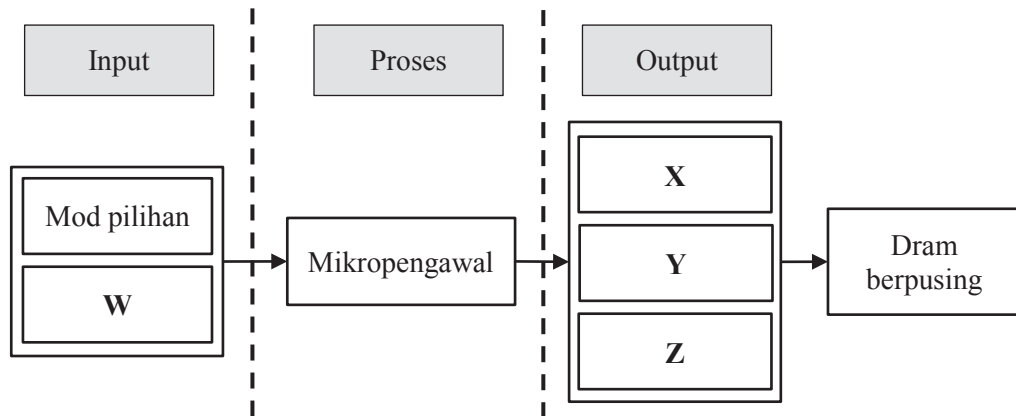 Input
Proses
Output
Mod pilihan
W
Mikropengawal
X
Y
Z
Dram
berpusing